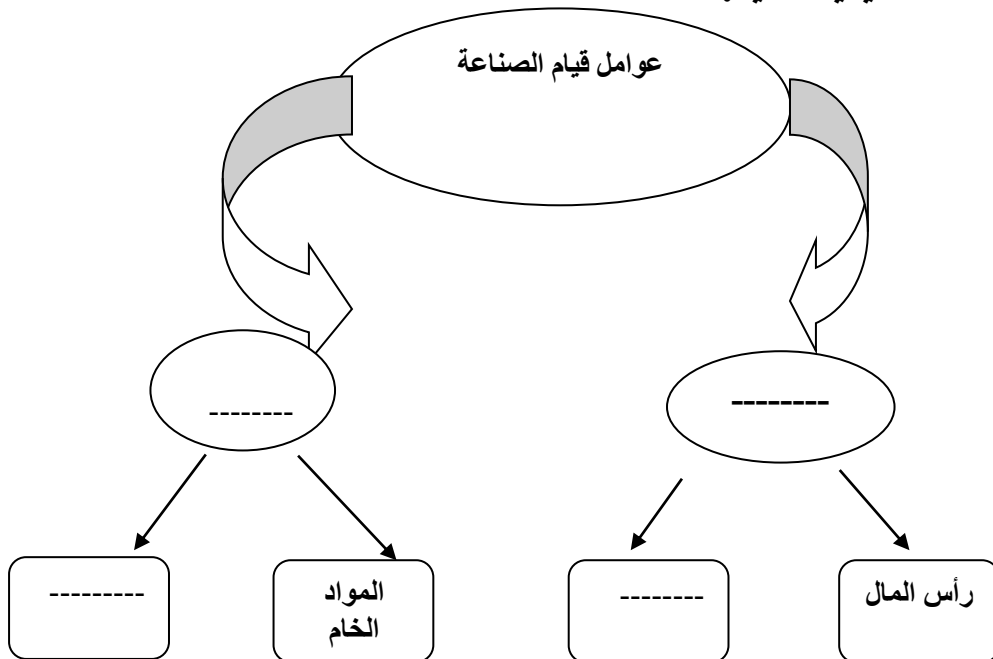 عوامل قيام الصناعة
--------
--------
رأس المال
--------
المواد
الخام
---------